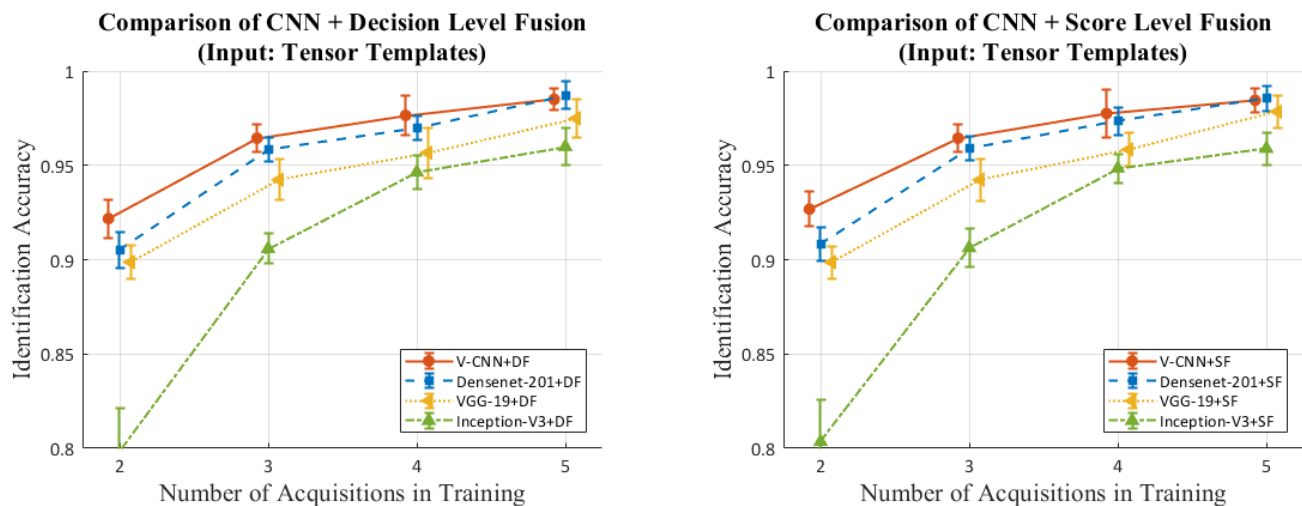 Comparison of CNN + Decision Level Fusion
(Input: Tensor Templates)
1
0.95
0.9
0.85
0.8
Identification Accuracy
V-CNN+DF
Densenet-201+DF
VGG-19+DF
Inception-V3+DF
2 3 4 5
Number of Acquisitions in Training
Comparison of CNN + Score Level Fusion
(Input: Tensor Templates)
1
0.95
0.9
0.85
0.8
Identification Accuracy
V-CNN+SF
Densenet-201+SF
VGG-19+SF
Inception-V3+SF
2 3 4 5
Number of Acquisitions in Training